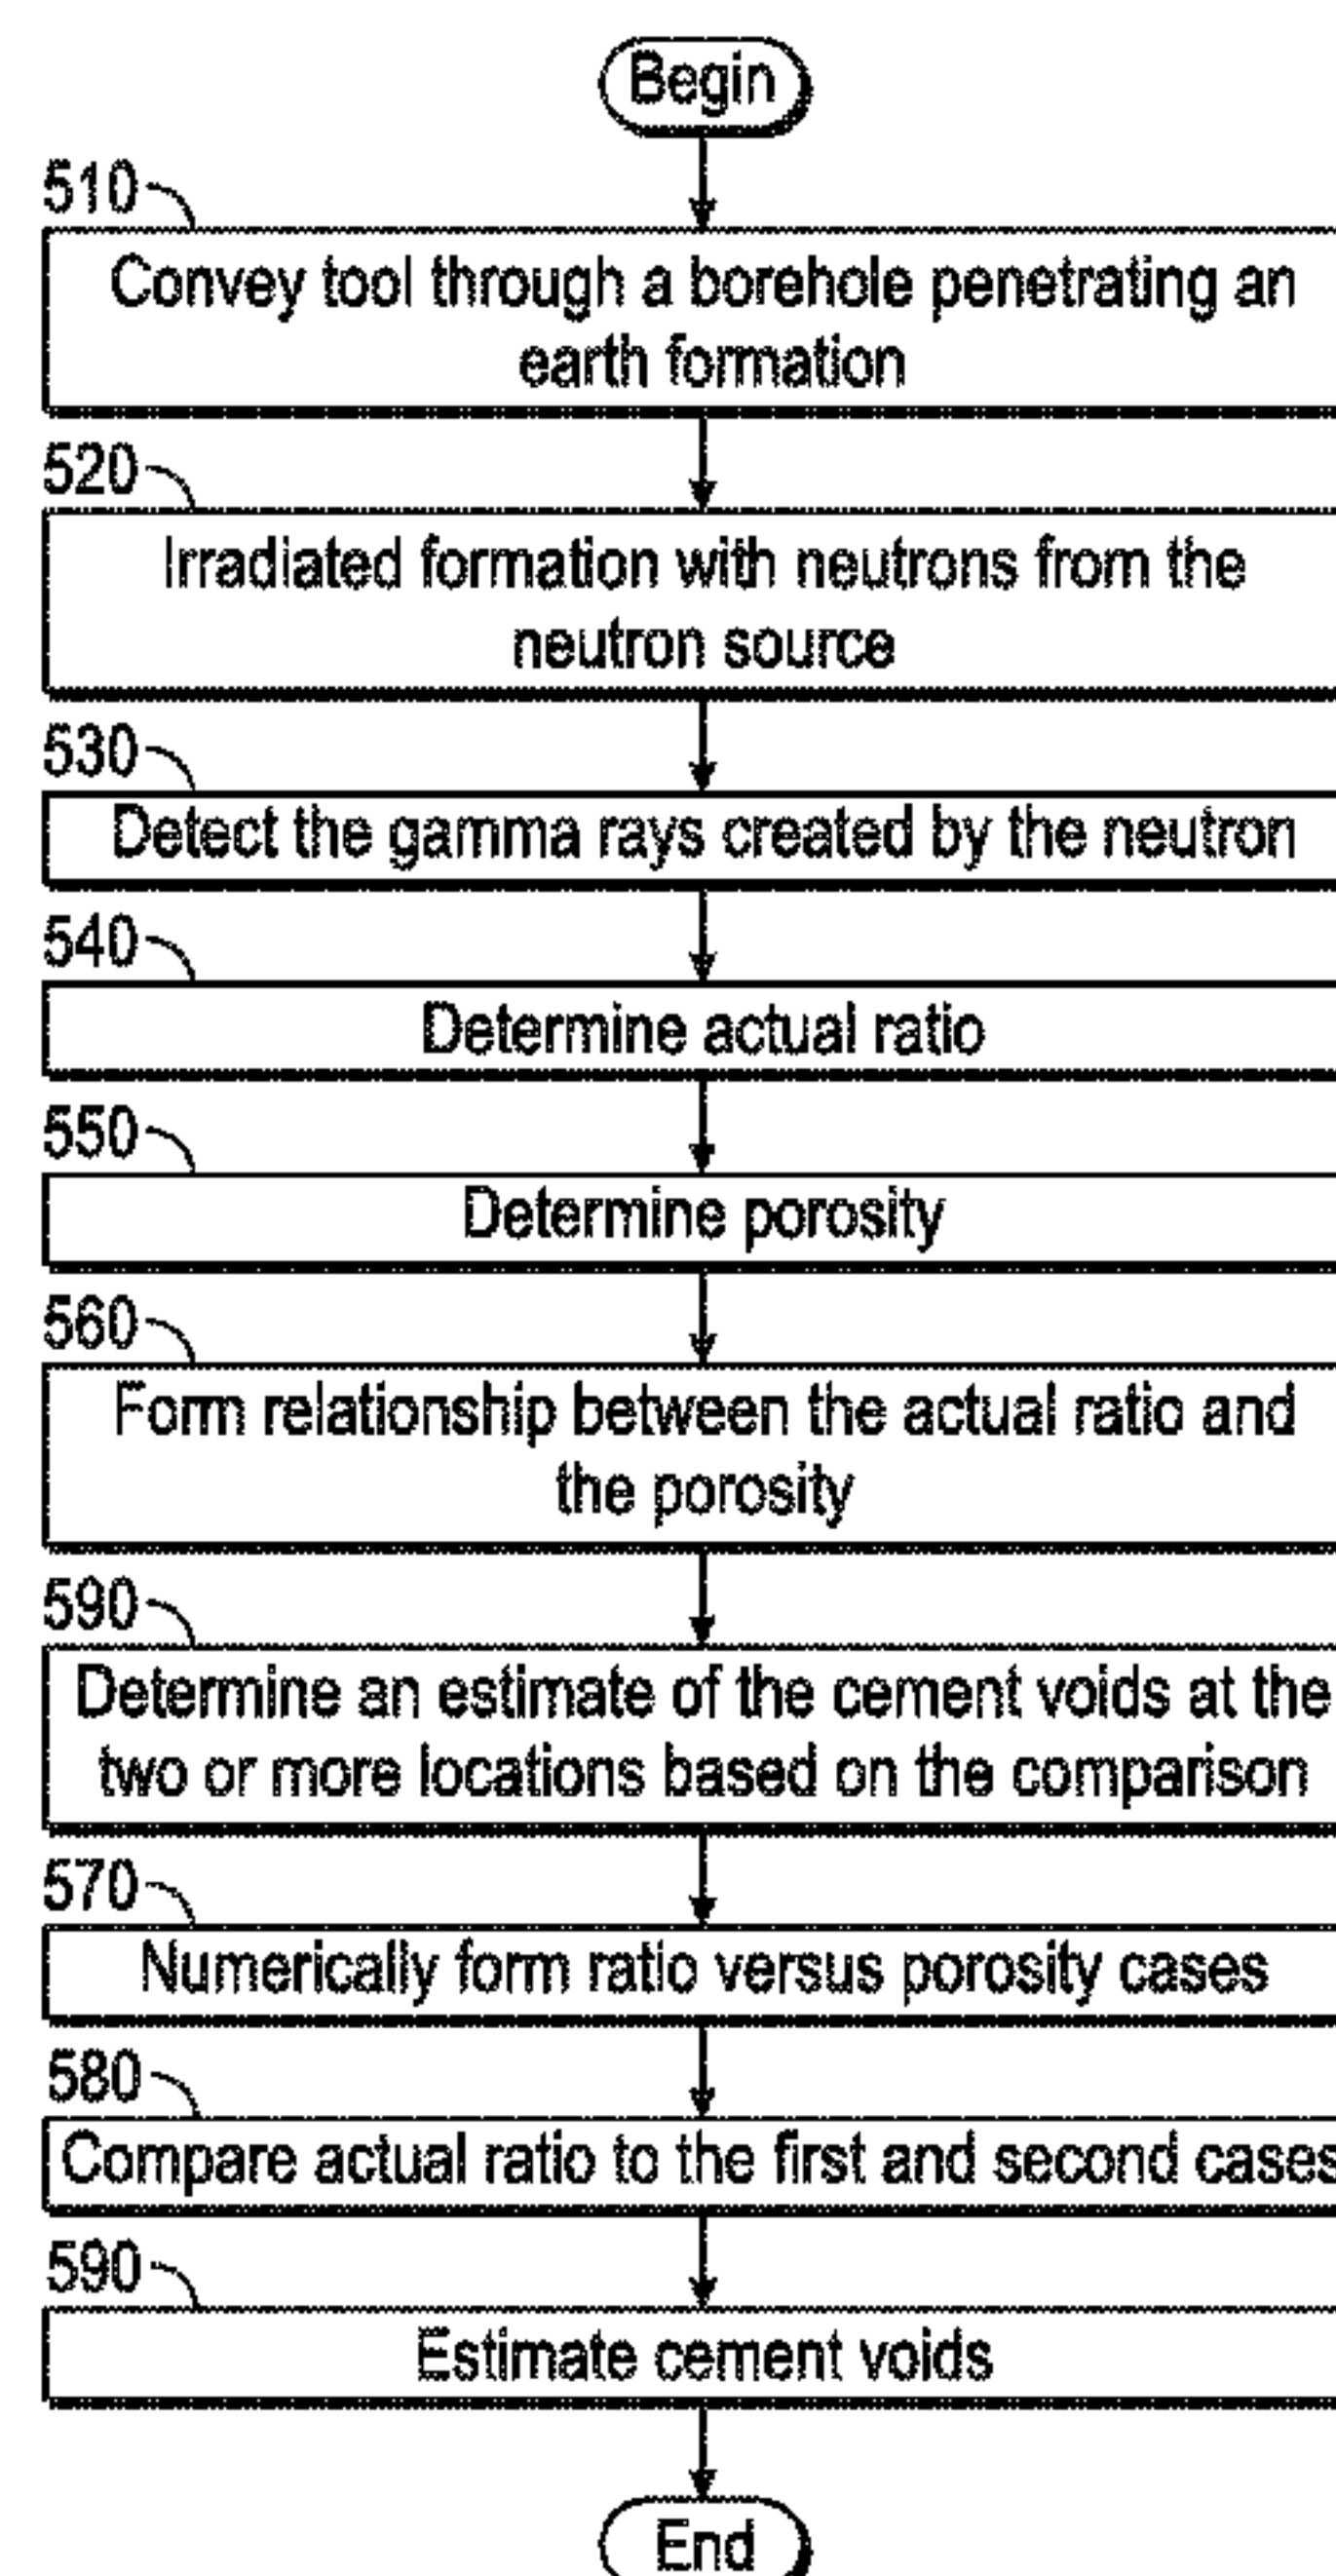 Begin
510
Convey tool through a borehole penetrating an
earth formation
520
Irradiated formation with neutrons from the
neutron source
530
Detect the gamma rays created by the neutron
540
Determine actual ratio
550
Determine porosity
560
Form relationship between the actual ratio and
the porosity
590
Determine an estimate of the cement voids at the
two or more locations based on the comparison
570
Numerically form ratio versus porosity cases
580
Compare actual ratio to the first and second cases
590
Estimate cement voids
End